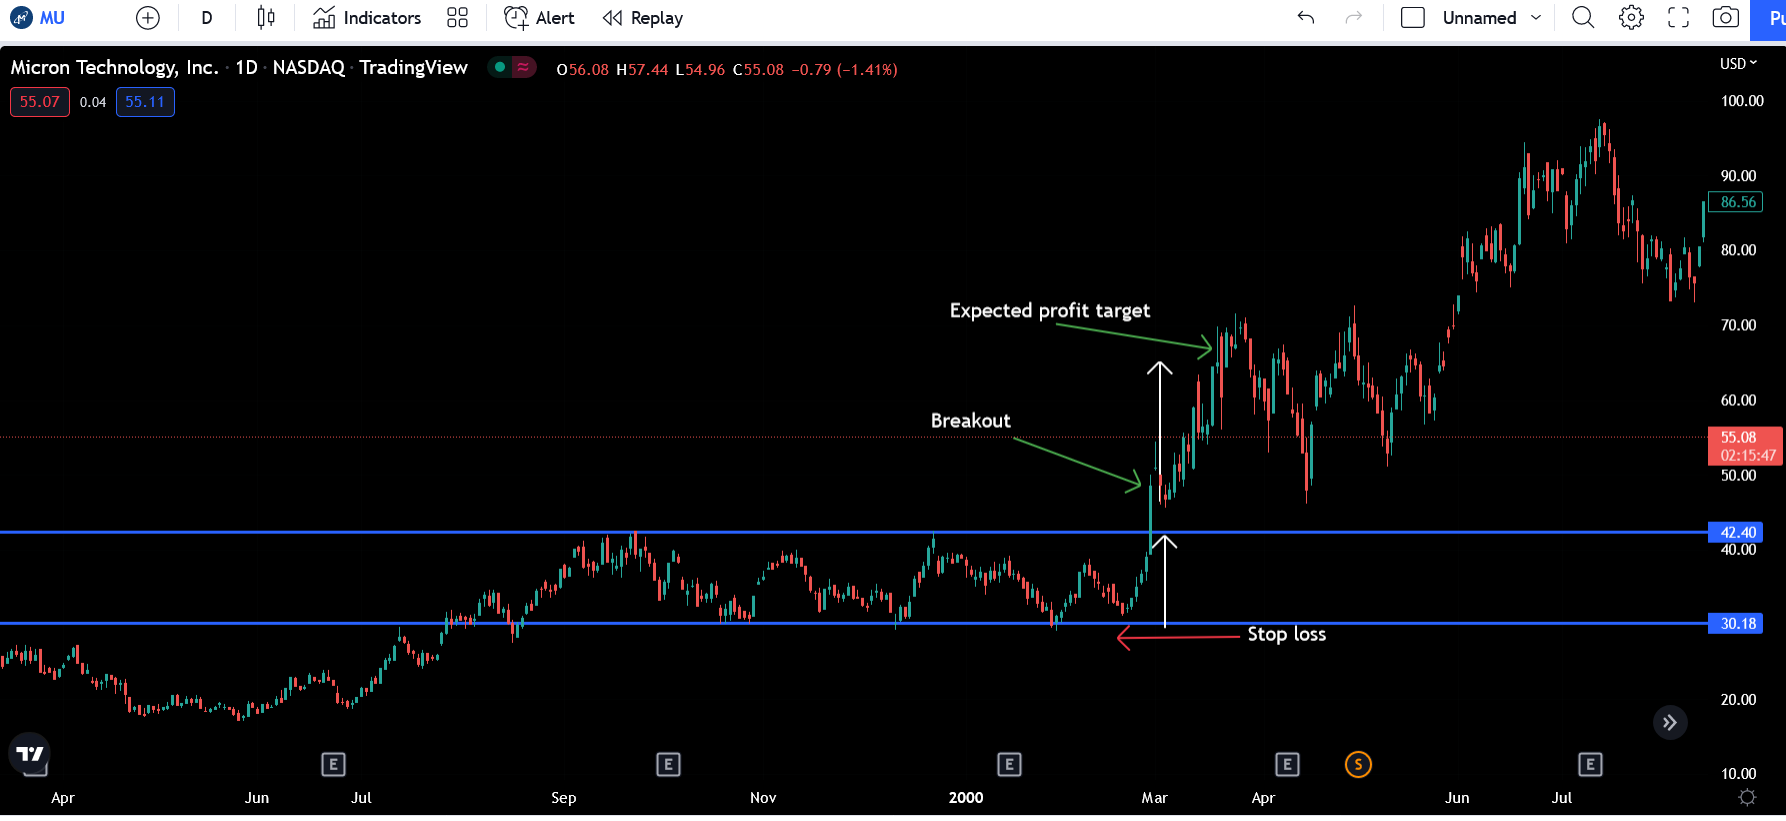 MU D Indicators Alert Replay Unnamed Pu
Micron Technology, Inc. · 1D · NASDAQ · TradingView ≈ O56.08 H57.44 L54.96 C55.08 −0.79 (−1.41%) USD
55.07 0.04 55.11
100.00
90.00
86.56
80.00
Expected profit target
70.00
60.00
Breakout
55.08
02:15:47
50.00
42.40
40.00
30.18
Stop loss
20.00
E E E E S E
10.00
Apr Jun Jul Sep Nov 2000 Mar Apr Jun Jul